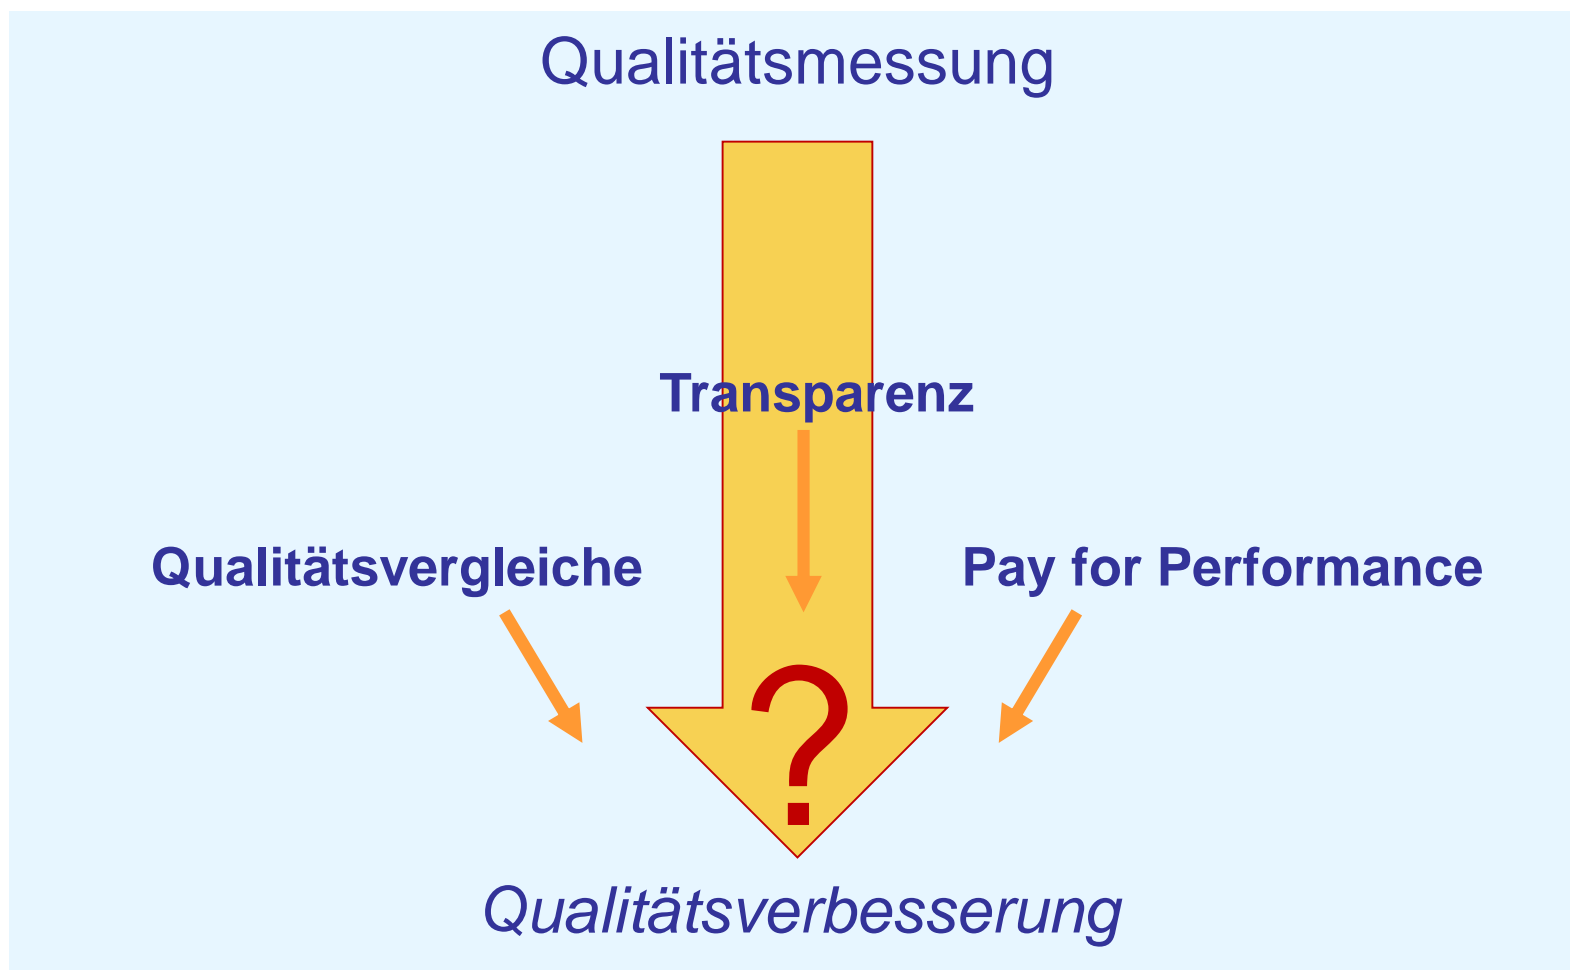 Qualitätsmessung
Transparenz
Qualitätsvergleiche
Pay for Performance
?
Qualitätsverbesserung